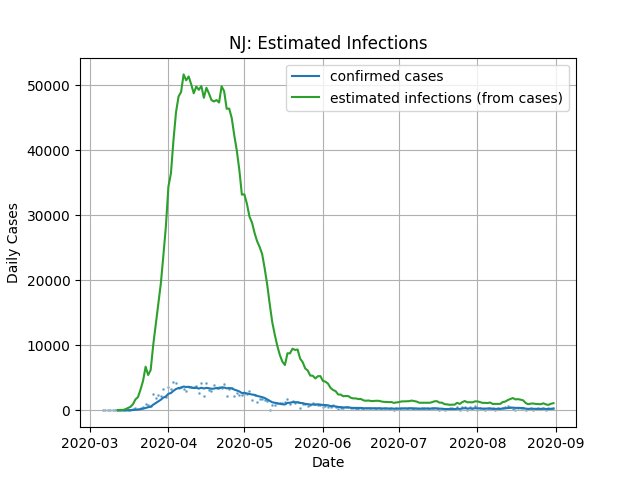 NJ: Estimated Infections
confirmed cases
estimated infections (from cases)
Daily Cases
50000
40000
30000
20000
10000
0
2020-03
2020-04
2020-05
2020-06
2020-07
2020-08
2020-09
Date